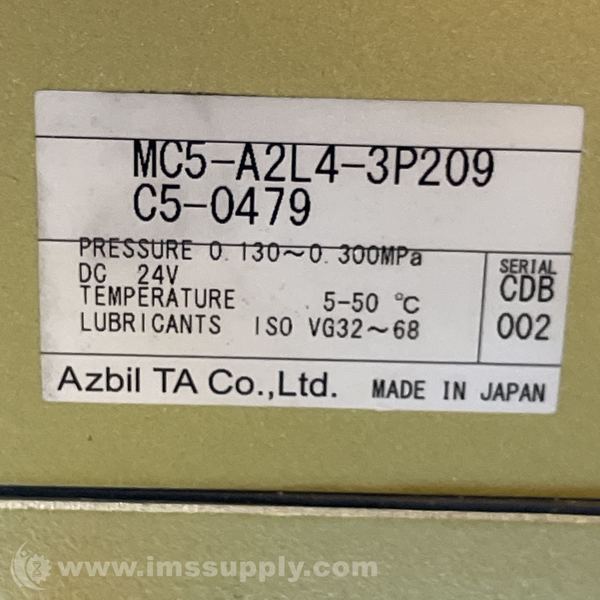 MC5-A2L4-3P209
C5-0479
PRESSURE 0.130~0.300MPa
DC 24V
TEMPERATURE 5-50 ℃
LUBRICANTS ISO VG32~68
SERIAL
CDB
002
Azbil TA Co.,Ltd. MADE IN JAPAN
www.imssupply.com